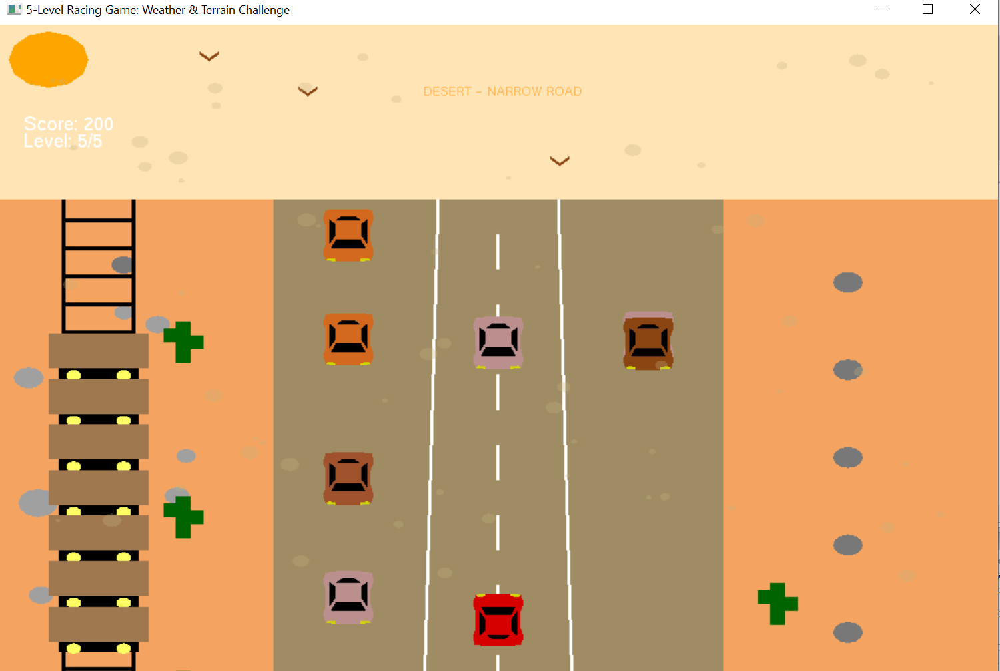 5-Level Racing Game: Weather & Terrain Challenge
DESERT - NARROW ROAD
Score: 200
Level: 5/5